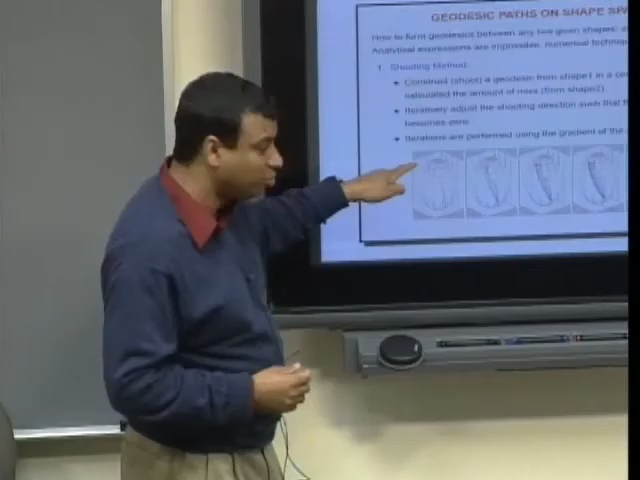 GEODESIC PATHS ON SHAPE SPA
How to form geodesics between any two given shapes:
Analytical expressions are impossible, numerical techniq
1. Shooting Method:
Construct (shoot) a geodesic from shape1 in a
calculated the amount of miss (from shape2)
Iteratively adjust the shooting direction such that
becomes zero.
Iterations are performed using the gradient of the